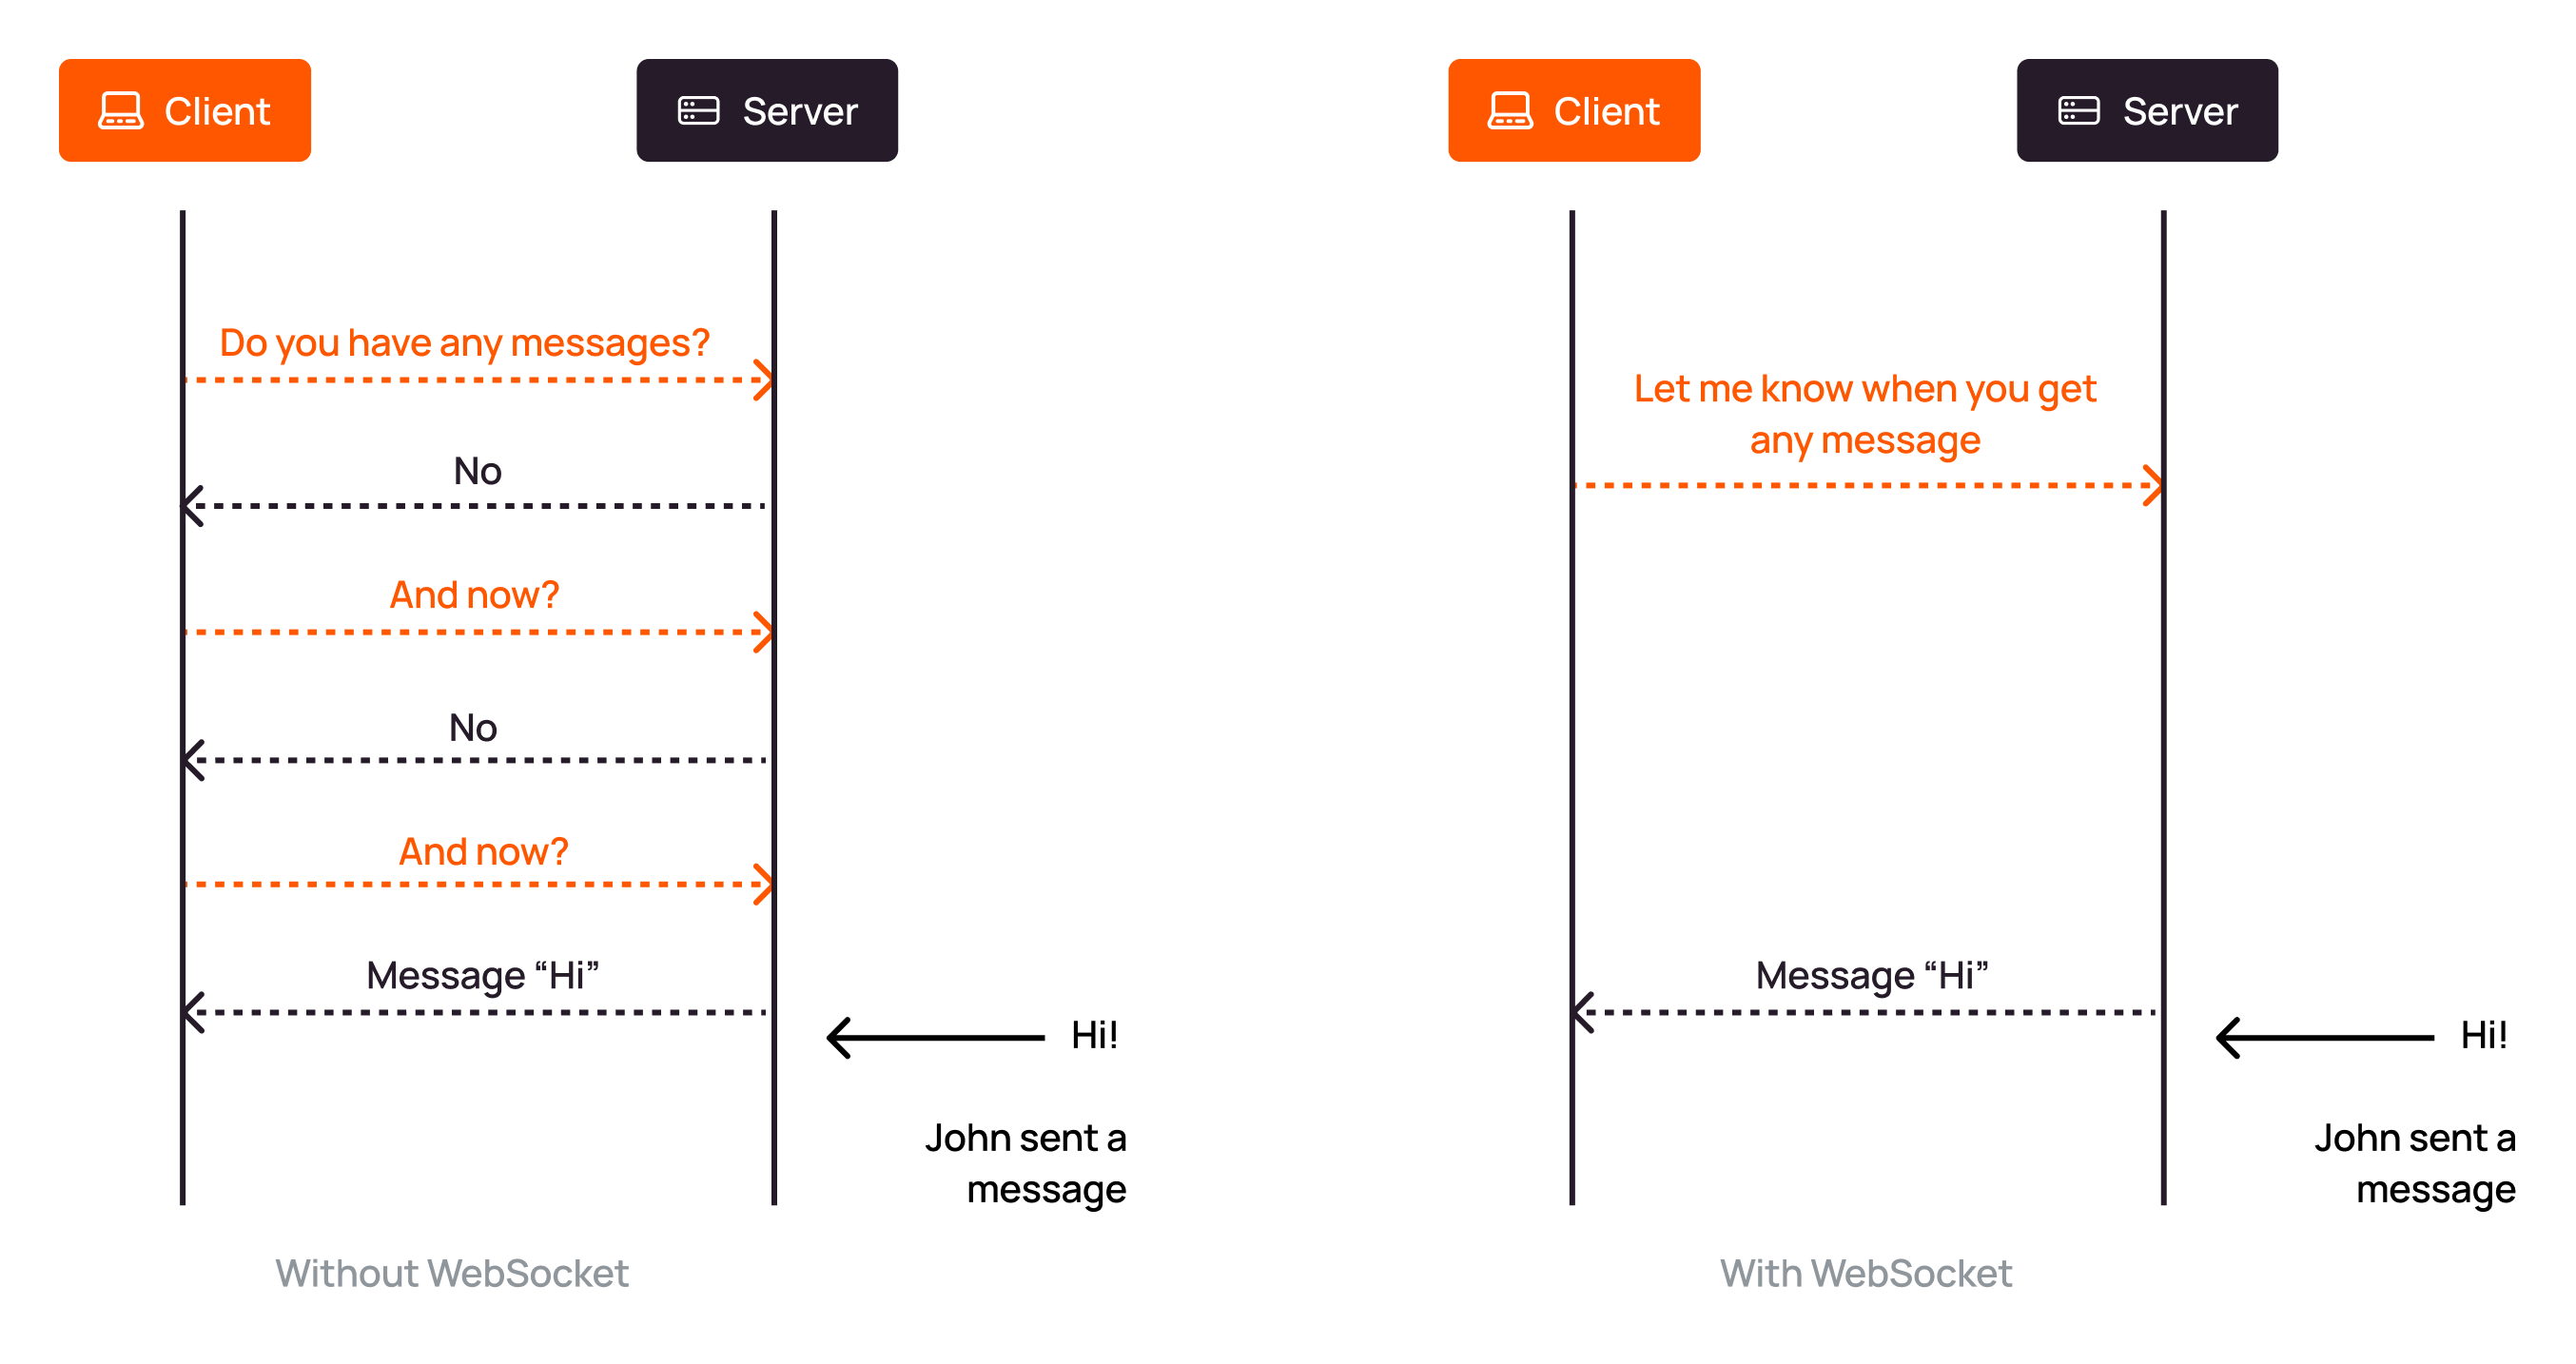 Client
Server
Do you have any messages?
No
And now?
No
And now?
Message “Hi”
Hi!
John sent a
message
Without WebSocket
Client
Server
Let me know when you get
any message
Message “Hi”
Hi!
John sent a
message
With WebSocket